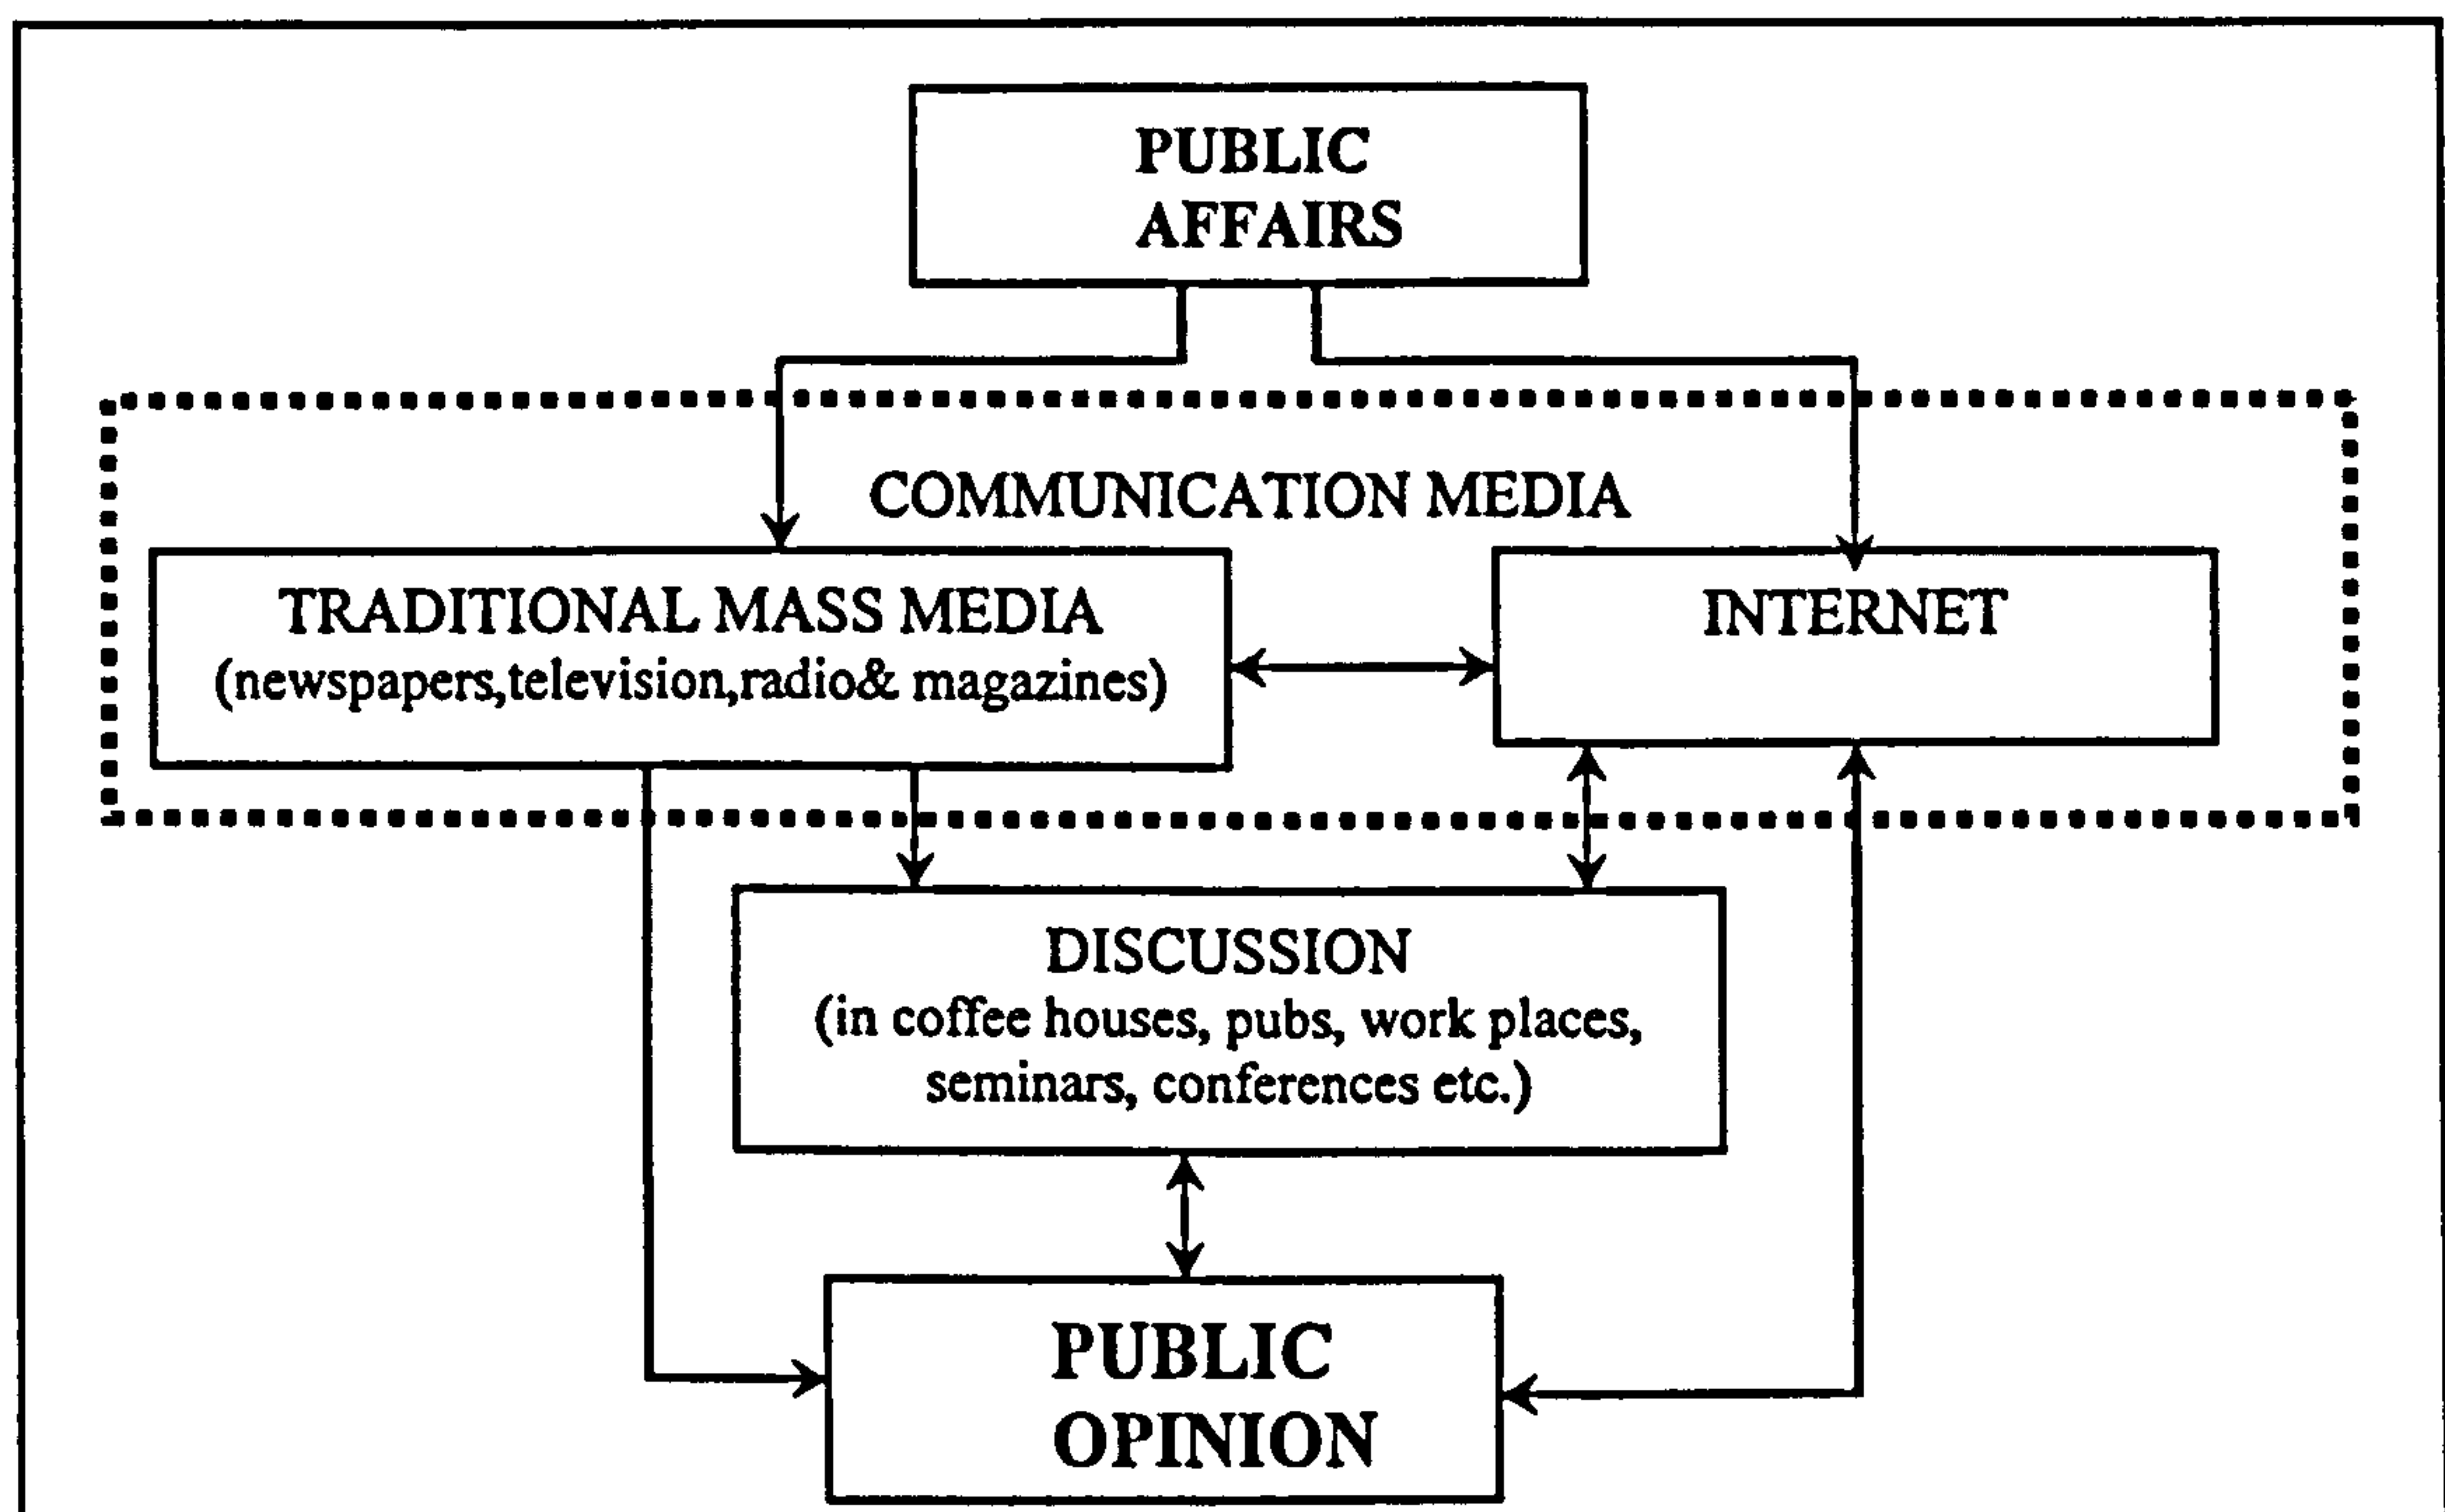 PUBLIC
AFFAIRS
COMMUNICATION MEDIA
TRADITIONAL MASS MEDIA
(newspapers,television,radio& magazines)
INTERNET
DISCUSSION
(in coffee houses, pubs, work places,
seminars, conferences etc.)
PUBLIC
OPINION